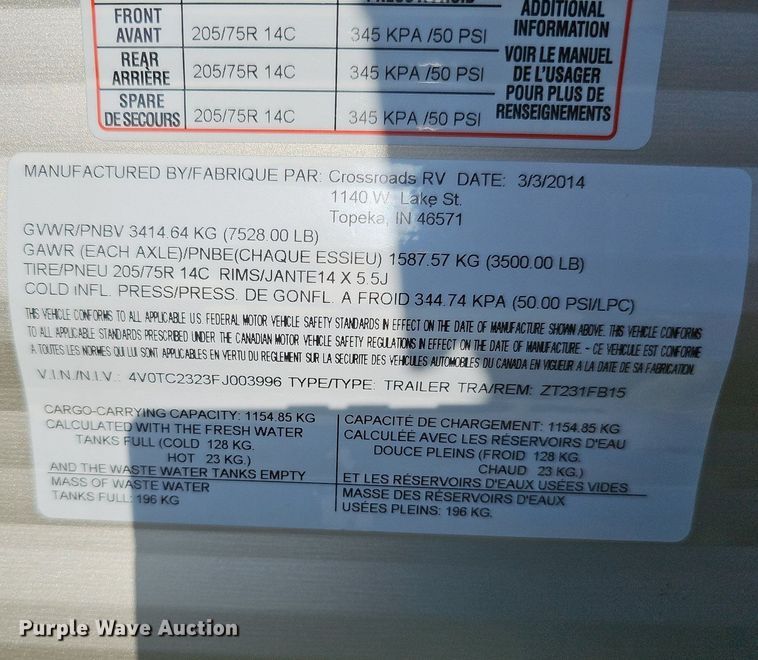 ADDITIONAL
INFORMATION
VOIR LE MANUEL
DE L'USAGER
POUR PLUS DE
RENSEIGNEMENTS
FRONT
AVANT 205/75R 14C 345 KPA /50 PSI
REAR
ARRIÈRE 205/75R 14C 345 KPA /50 PSI
SPARE
DE SECOURS 205/75R 14C 345 KPA /50 PSI
MANUFACTURED BY/FABRIQUE PAR: Crossroads RV DATE: 3/3/2014
1140 W. Lake St.
Topeka, IN 46571
GVWR/PNBV 3414.64 KG (7528.00 LB)
GAWR (EACH AXLE)/PNBE(CHAQUE ESSIEU) 1587.57 KG (3500.00 LB)
TIRE/PNEU 205/75R 14C RIMS/JANTE14 X 5.5J
COLD INFL. PRESS/PRESS. DE GONFL. A FROID 344.74 KPA (50.00 PSI/LPC)
THIS VEHICLE CONFORMS TO ALL APPLICABLE U.S. FEDERAL MOTOR VEHICLE SAFETY STANDARDS IN EFFECT ON THE DATE OF MANUFACTURE SHOWN ABOVE. THIS VEHICLE CONFORMS
TO ALL APPLICABLE STANDARDS PRESCRIBED UNDER THE CANADIAN MOTOR VEHICLE SAFETY REGULATIONS IN EFFECT ON THE DATE OF MANUFACTURE. - CE VEHICULE EST CONFORME
A TOUTES LES NORMES QUI LUI SONT APPLICABLES EN VERTU DU REGLEMENT SUR LA SECURITE DES VEHICULES AUTOMOBILES DU CANADA EN VIGUEUR A LA DATE DE SA FABRICATION.
V.I.N./N.I.V.: 4V0TC2323FJ003996 TYPE/TYPE: TRAILER TRA/REM: ZT231FB15
CARGO-CARRYING CAPACITY: 1154.85 KG
CALCULATED WITH THE FRESH WATER
TANKS FULL (COLD 128 KG.
HOT 23 KG.)
AND THE WASTE WATER TANKS EMPTY
MASS OF WASTE WATER
TANKS FULL: 196 KG
CAPACITÉ DE CHARGEMENT: 1154.85 KG
CALCULÉE AVEC LES RÉSERVOIRS D'EAU
DOUCE PLEINS (FROID 128 KG.
CHAUD 23 KG.)
ET LES RÉSERVOIRS D'EAUX USÉES VIDES
MASSE DES RÉSERVOIRS D'EAUX
USÉES PLEINS: 196 KG.
Purple Wave Auction